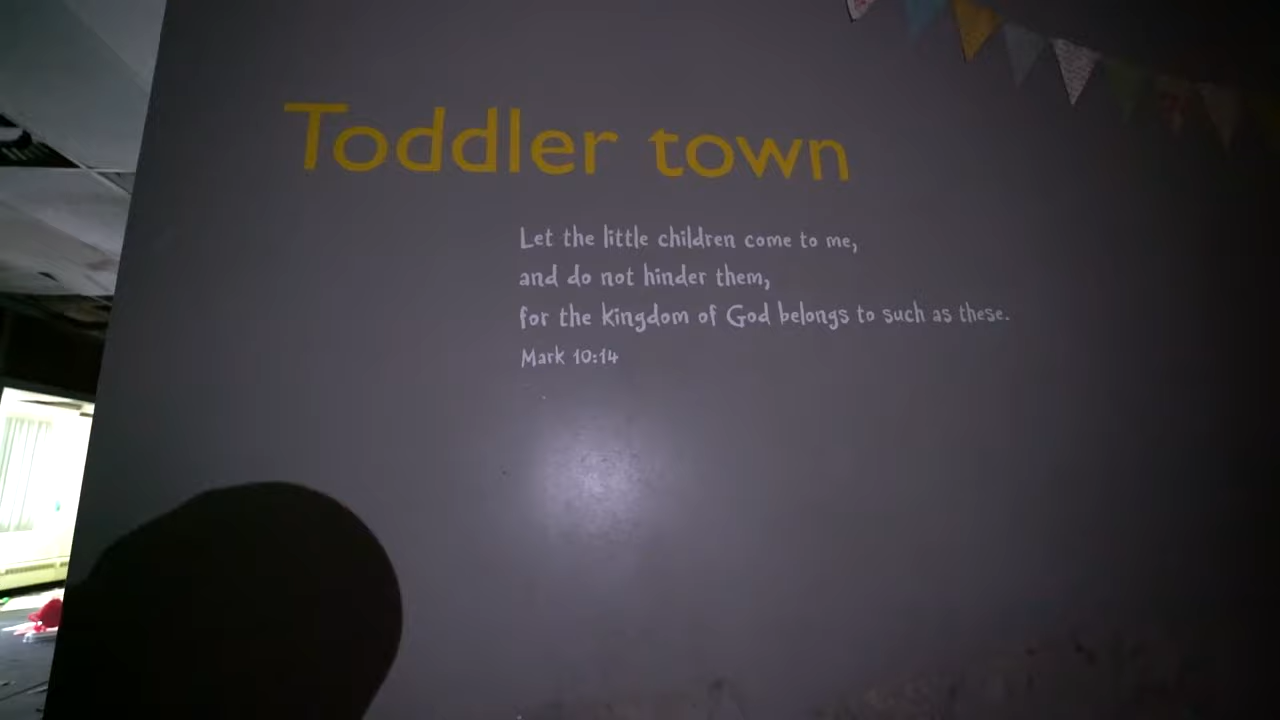 Toddler town
Let the little children come to me,
and do not hinder them,
for the kingdom of God belongs to such as these.
Mark 10:14